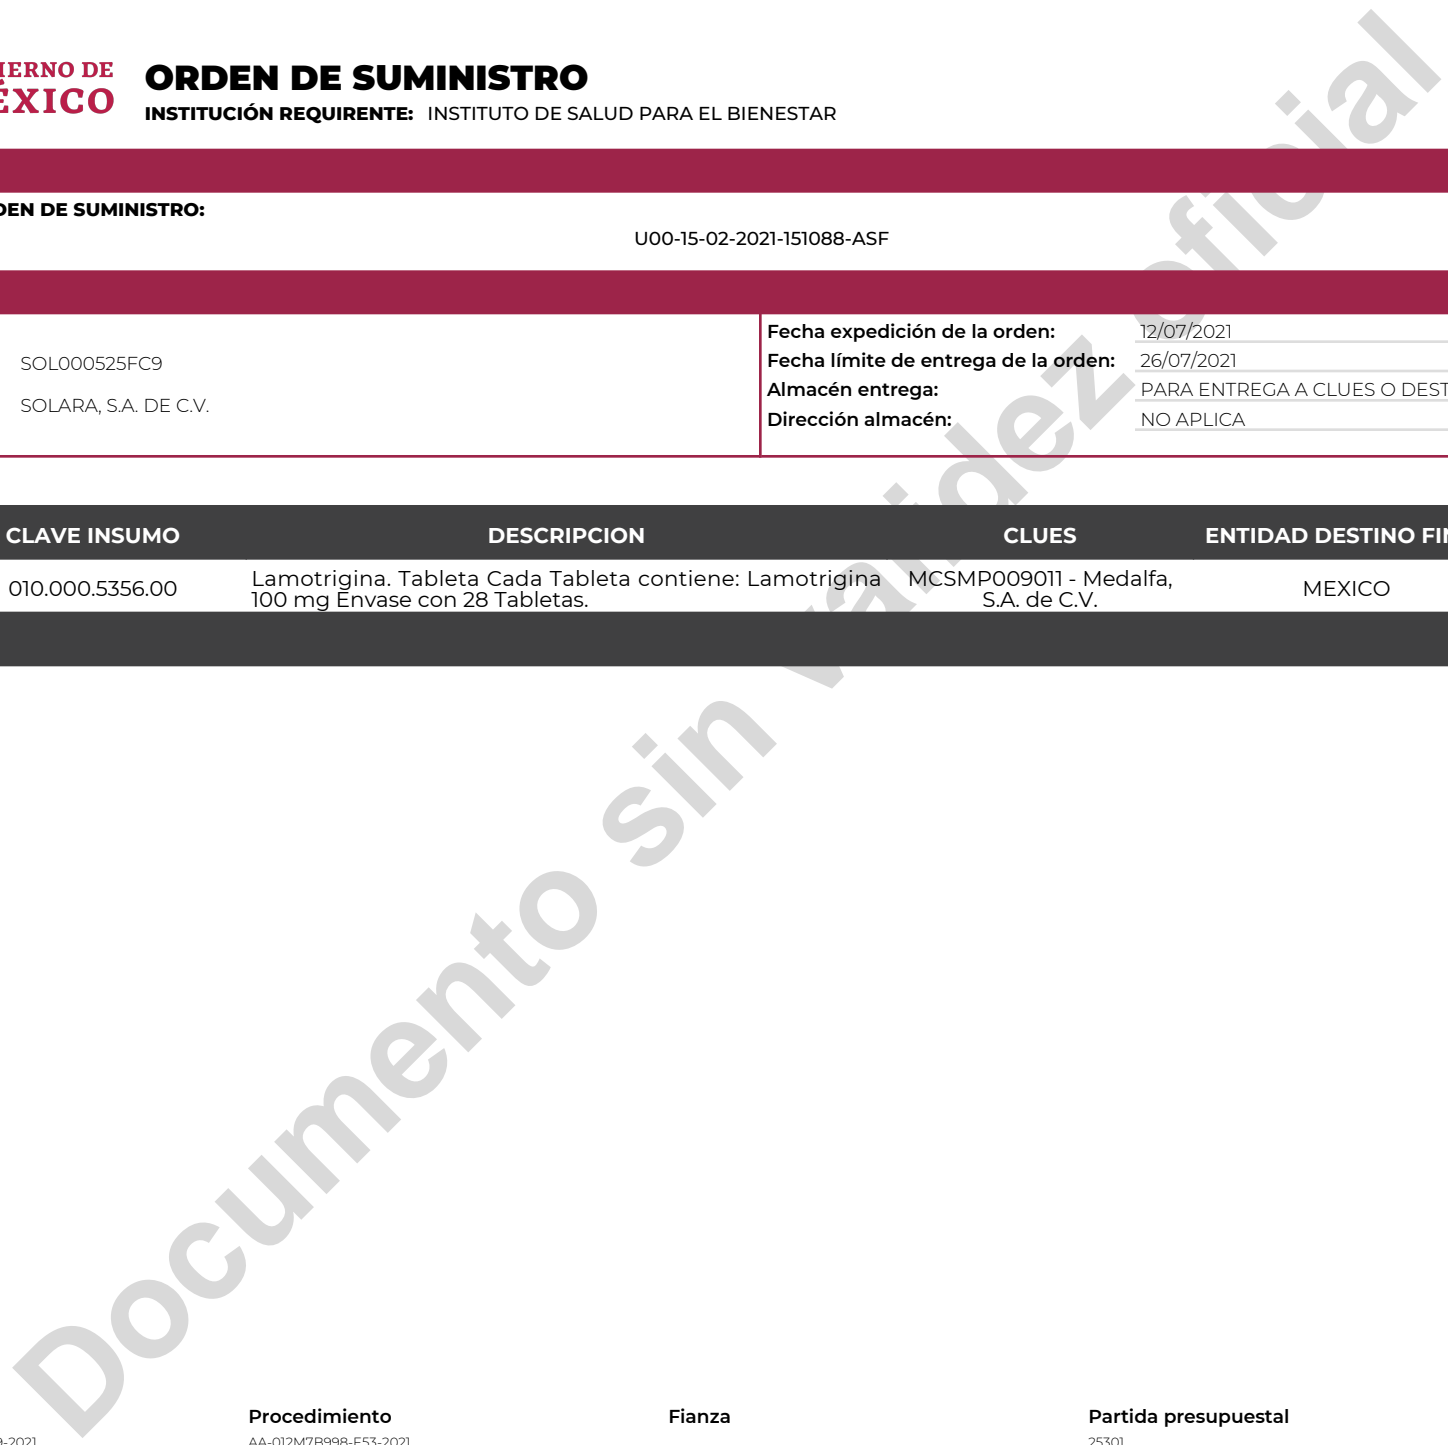 IERNO DE
ÉXICO
ORDEN DE SUMINISTRO
INSTITUCIÓN REQUIRENTE: INSTITUTO DE SALUD PARA EL BIENESTAR
DEN DE SUMINISTRO:
U00-15-02-2021-151088-ASF
SOL000525FC9
SOLARA, S.A. DE C.V.
Fecha expedición de la orden: 12/07/2021
Fecha límite de entrega de la orden: 26/07/2021
Almacén entrega: PARA ENTREGA A CLUES O DEST
Dirección almacén: NO APLICA
CLAVE INSUMO DESCRIPCION CLUES ENTIDAD DESTINO FIN
010.000.5356.00 Lamotrigina. Tableta Cada Tableta contiene: Lamotrigina MCSMP009011 - Medalfa, MEXICO
100 mg Envase con 28 Tabletas. S.A. de C.V.
Documento sin validez oficial
Procedimiento Fianza Partida presupuestal
9-2021 AA-012M7B998-E53-2021 25301